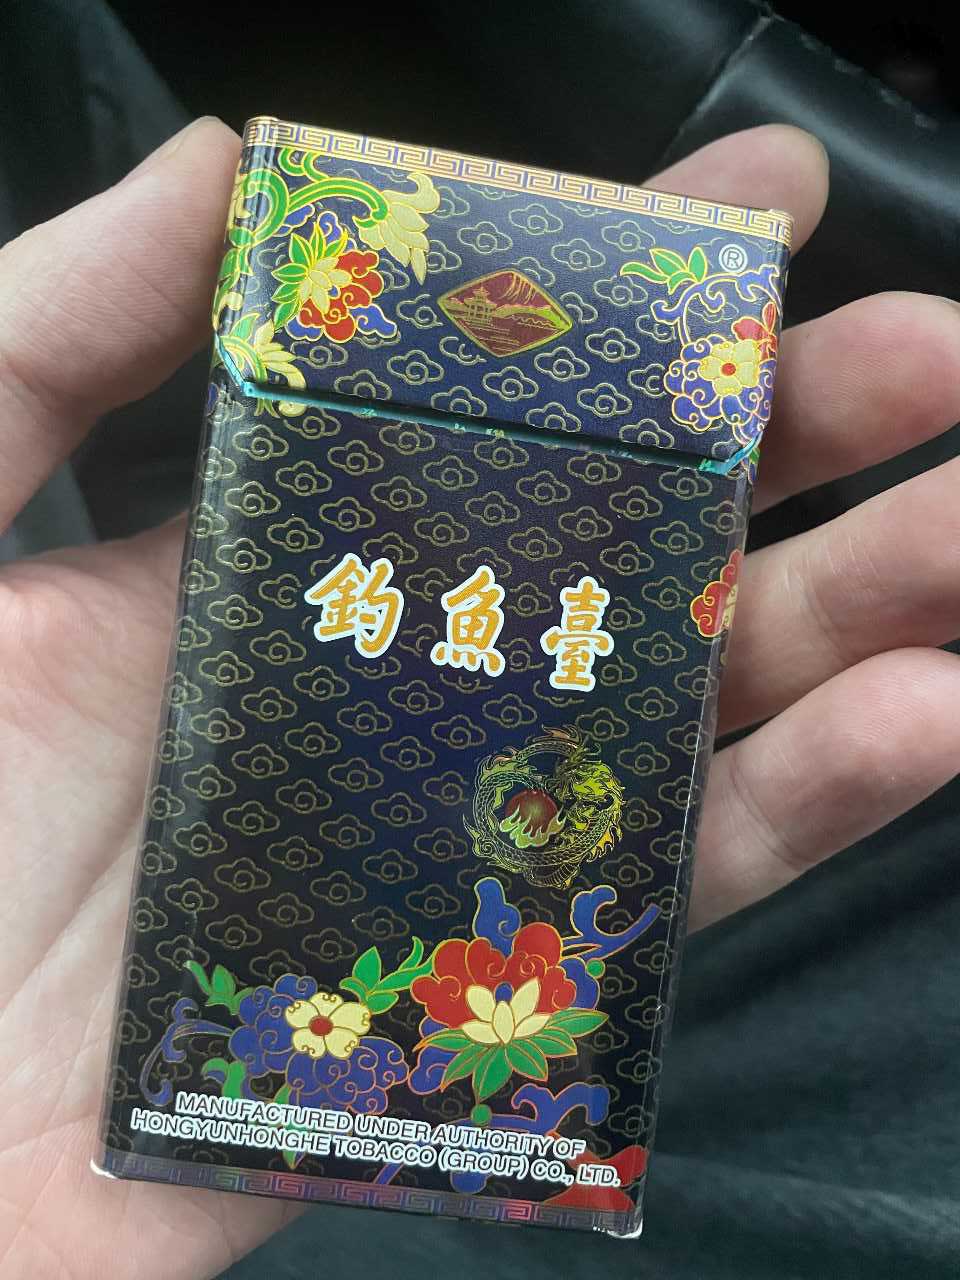 ®
釣魚臺
MANUFACTURED UNDER AUTHORITY OF
HONGYUNHONGHE TOBACCO (GROUP) CO., LTD.